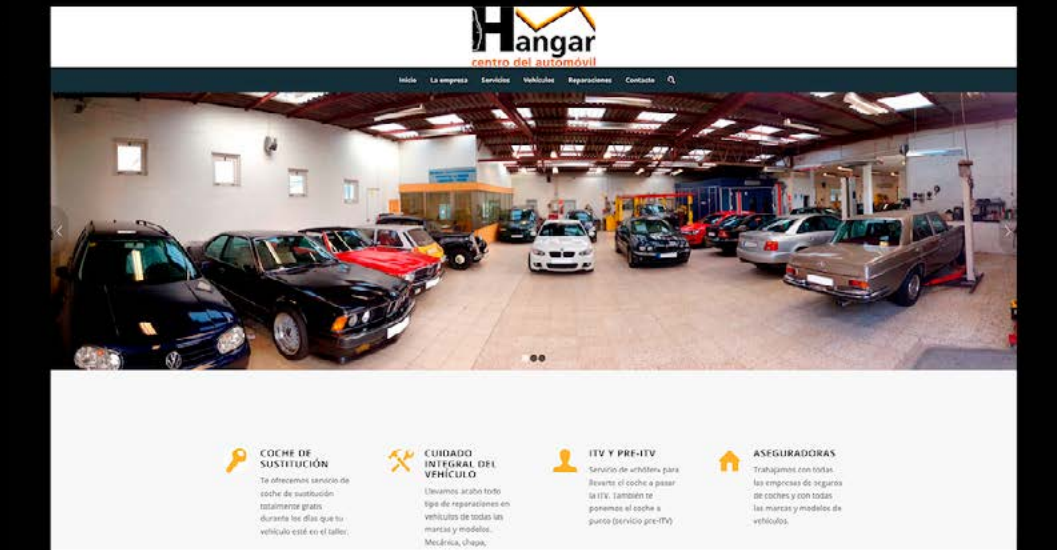 Hangar
centro del automóvil
Inicio La empresa Servicios Vehículos Reparaciones Contacto
COCHE DE
SUSTITUCIÓN
Te ofrecemos servicio de
coche de sustitución
totalmente gratis
durante los días que tu
vehículo esté en el taller.
CUIDADO
INTEGRAL DEL
VEHÍCULO
Llevamos acabo todo
tipo de reparaciones en
vehículos de todas las
marcas y modelos.
Mecánica, chapa,
ITV Y PRE-ITV
Servicio de «chófer» para
llevarte el coche a pasar
la ITV. También te
ponemos el coche a
punto (servicio pre-ITV)
ASEGURADORAS
Trabajamos con todas
las empresas de seguros
de coches y con todas
las marcas y modelos de
vehículos.